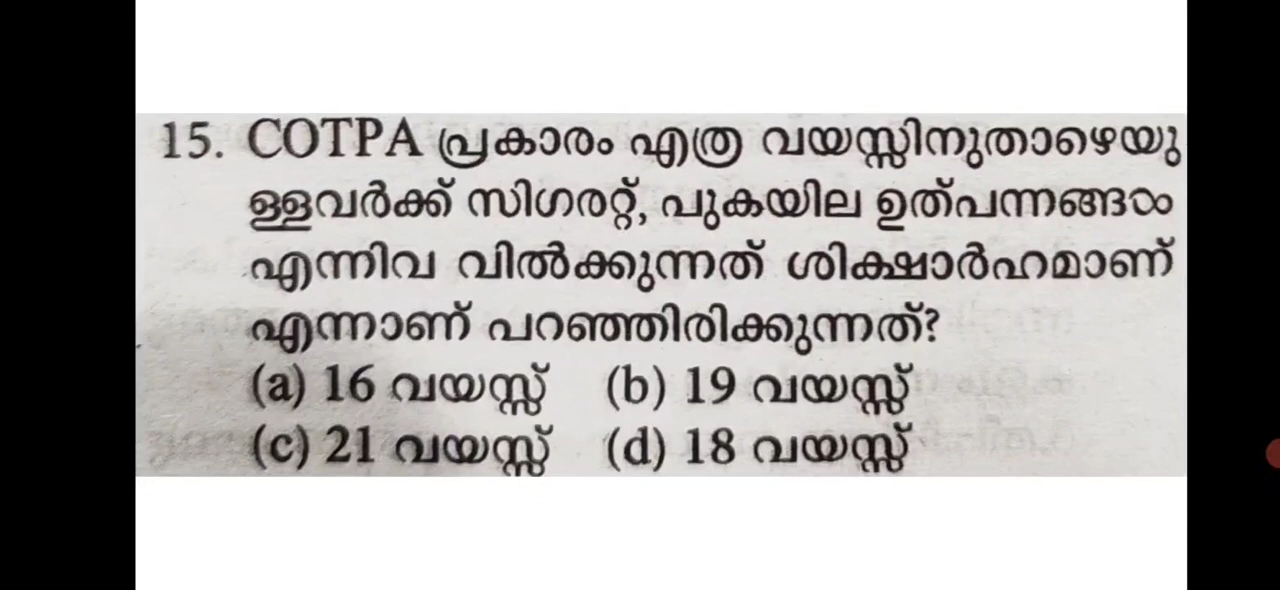 15. COTPA പ്രകാരം എത്ര വയസ്സിനുതാഴെയു
ള്ളവർക്ക് സിഗരറ്റ്, പുകയില ഉത്പന്നങ്ങൾ
എന്നിവ വിൽക്കുന്നത് ശിക്ഷാർഹമാണ്
എന്നാണ് പറഞ്ഞിരിക്കുന്നത്?
(a) 16 വയസ്സ് (b) 19 വയസ്സ്
(c) 21 വയസ്സ് (d) 18 വയസ്സ്